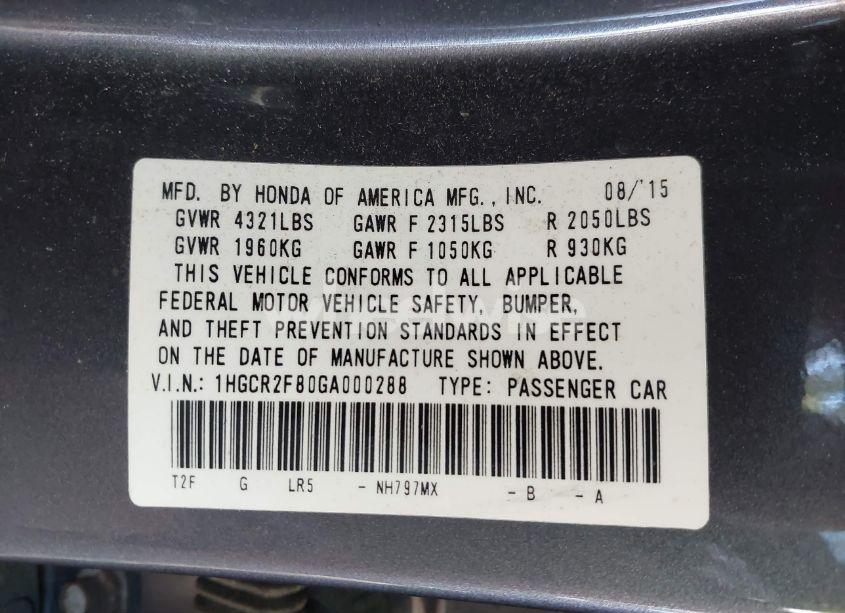 MFD. BY HONDA OF AMERICA MFG., INC. 08/'15
GVWR 4321LBS GAWR F 2315LBS R 2050LBS
GVWR 1960KG GAWR F 1050KG R 930KG
THIS VEHICLE CONFORMS TO ALL APPLICABLE
FEDERAL MOTOR VEHICLE SAFETY, BUMPER,
AND THEFT PREVENTION STANDARDS IN EFFECT
ON THE DATE OF MANUFACTURE SHOWN ABOVE.
V.I.N.: 1HGCR2F80GA000288 TYPE: PASSENGER CAR
T2F G LR5 - NH797MX - B - A